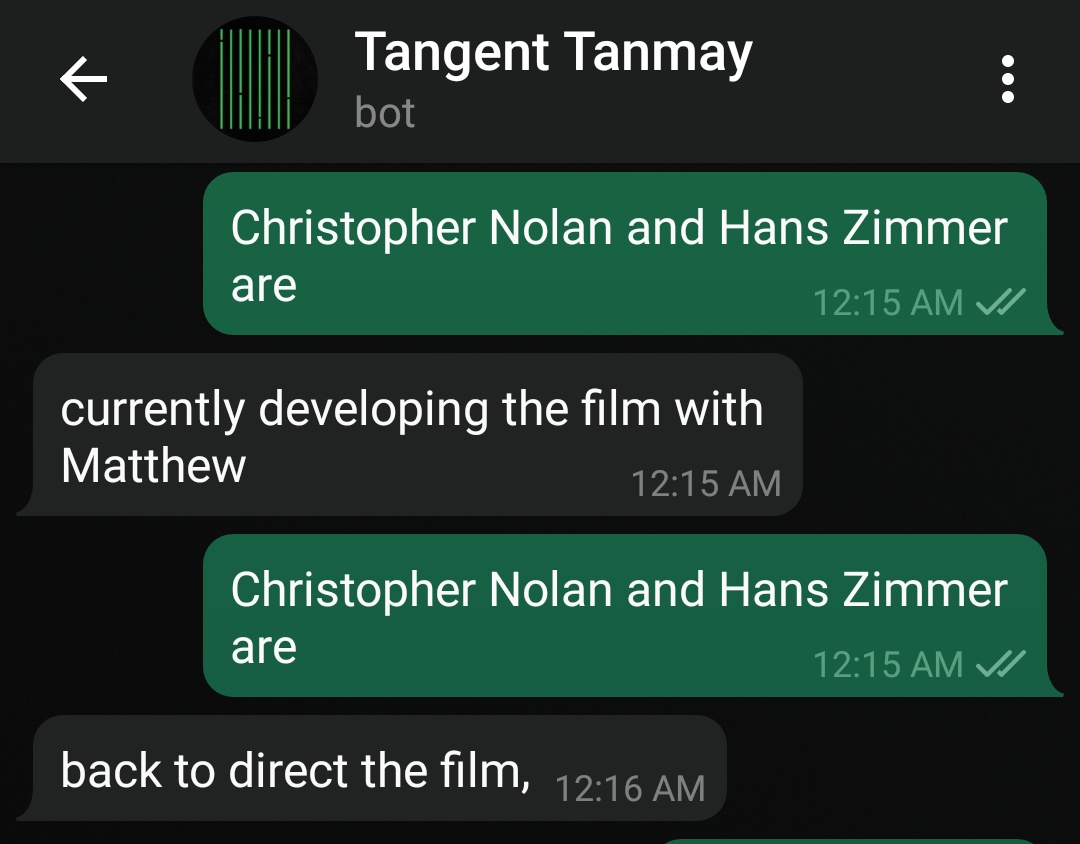 Tangent Tanmay
bot
Christopher Nolan and Hans Zimmer
are
12:15 AM
currently developing the film with
Matthew
12:15 AM
Christopher Nolan and Hans Zimmer
are
12:15 AM
back to direct the film,
12:16 AM